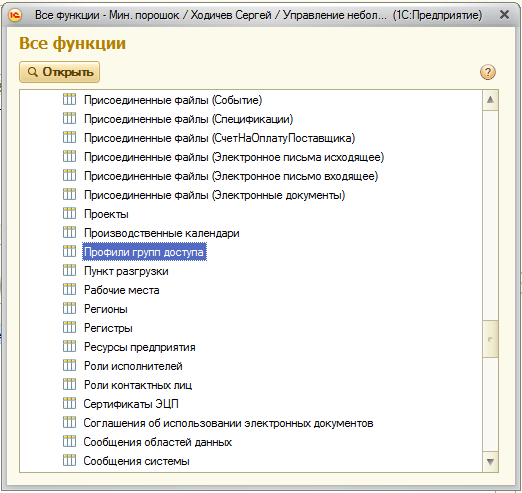 Все функции - Мин. порошок / Ходичев Сергей / Управление небол... (1С:Предприятие)
Все функции
Открыть
?
Присоединенные файлы (Событие)
Присоединенные файлы (Спецификации)
Присоединенные файлы (СчетНаОплатуПоставщика)
Присоединенные файлы (Электронное письма исходящее)
Присоединенные файлы (Электронное письмо входящее)
Присоединенные файлы (Электронные документы)
Проекты
Производственные календари
Профили групп доступа
Пункт разгрузки
Рабочие места
Регионы
Регистры
Ресурсы предприятия
Роли исполнителей
Роли контактных лиц
Сертификаты ЭЦП
Соглашения об использовании электронных документов
Сообщения областей данных
Сообщения системы